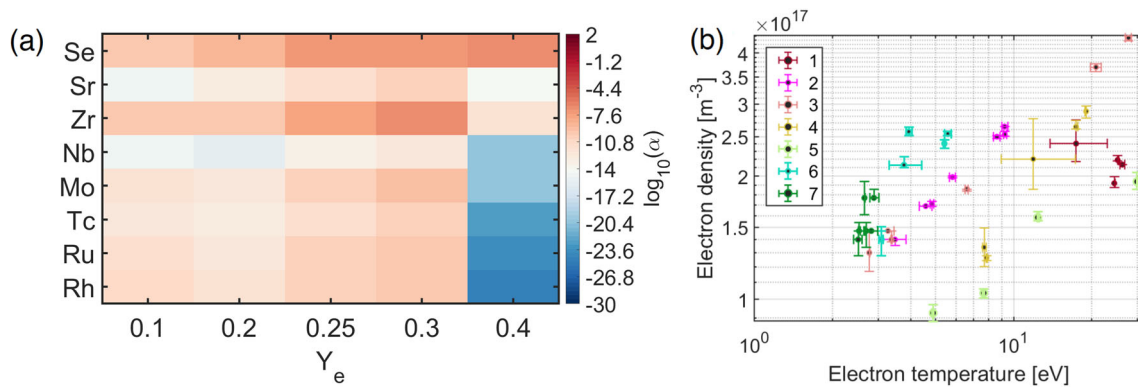 (a)
Se
Sr
Zr
Nb
Mo
Tc
Ru
Rh
0.1 0.2 0.25 0.3 0.4
Y_e
2
-1.2
-4.4
-7.6
-10.8
-14
-17.2
-20.4
-23.6
-26.8
-30
log₁₀(α)
(b)
×10¹⁷
4
3.5
3
2.5
2
1.5
1
Electron density [m⁻³]
1
2
3
4
5
6
7
10⁰ 10¹
Electron temperature [eV]